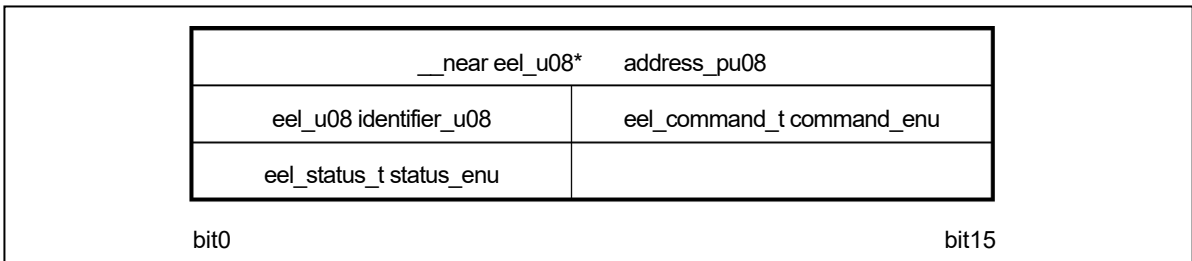 __near eel_u08* address_pu08
eel_u08 identifier_u08 eel_command_t command_enu
eel_status_t status_enu
bit0 bit15